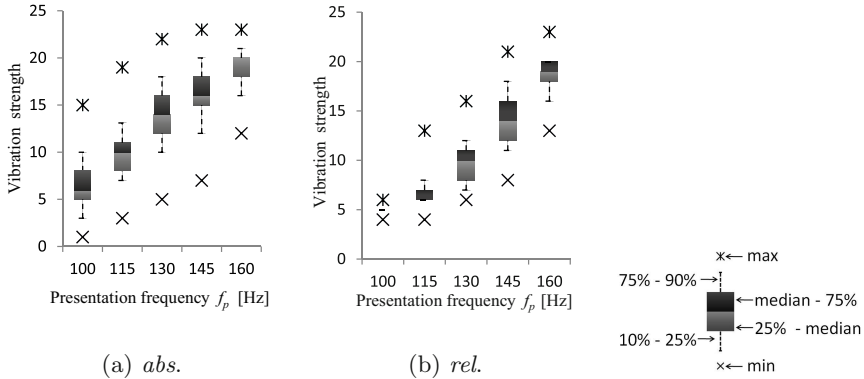 25
20
15
10
5
0
Vibration strength
100 115 130 145 160
Presentation frequency fp [Hz]
(a) abs.
25
20
15
10
5
0
Vibration strength
100 115 130 145 160
Presentation frequency fp [Hz]
(b) rel.
max
75% - 90%
median - 75%
25% - median
10% - 25%
min